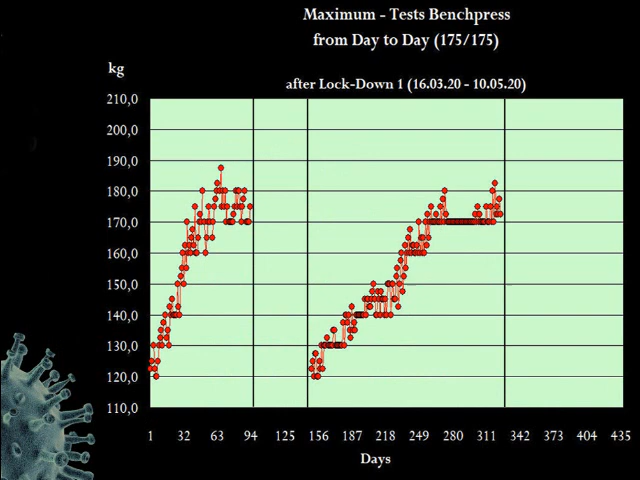 Maximum - Tests Benchpress
from Day to Day (175/175)
kg
after Lock-Down 1 (16.03.20 - 10.05.20)
210,0
200,0
190,0
180,0
170,0
160,0
150,0
140,0
130,0
120,0
110,0
1 32 63 94 125 156 187 218 249 280 311 342 373 404 435
Days